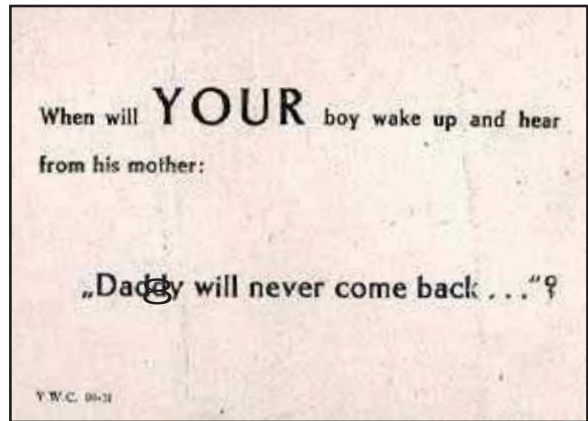 When will YOUR boy wake up and hear
from his mother:
„Daddy will never come back . . ."?
Y.W.C.